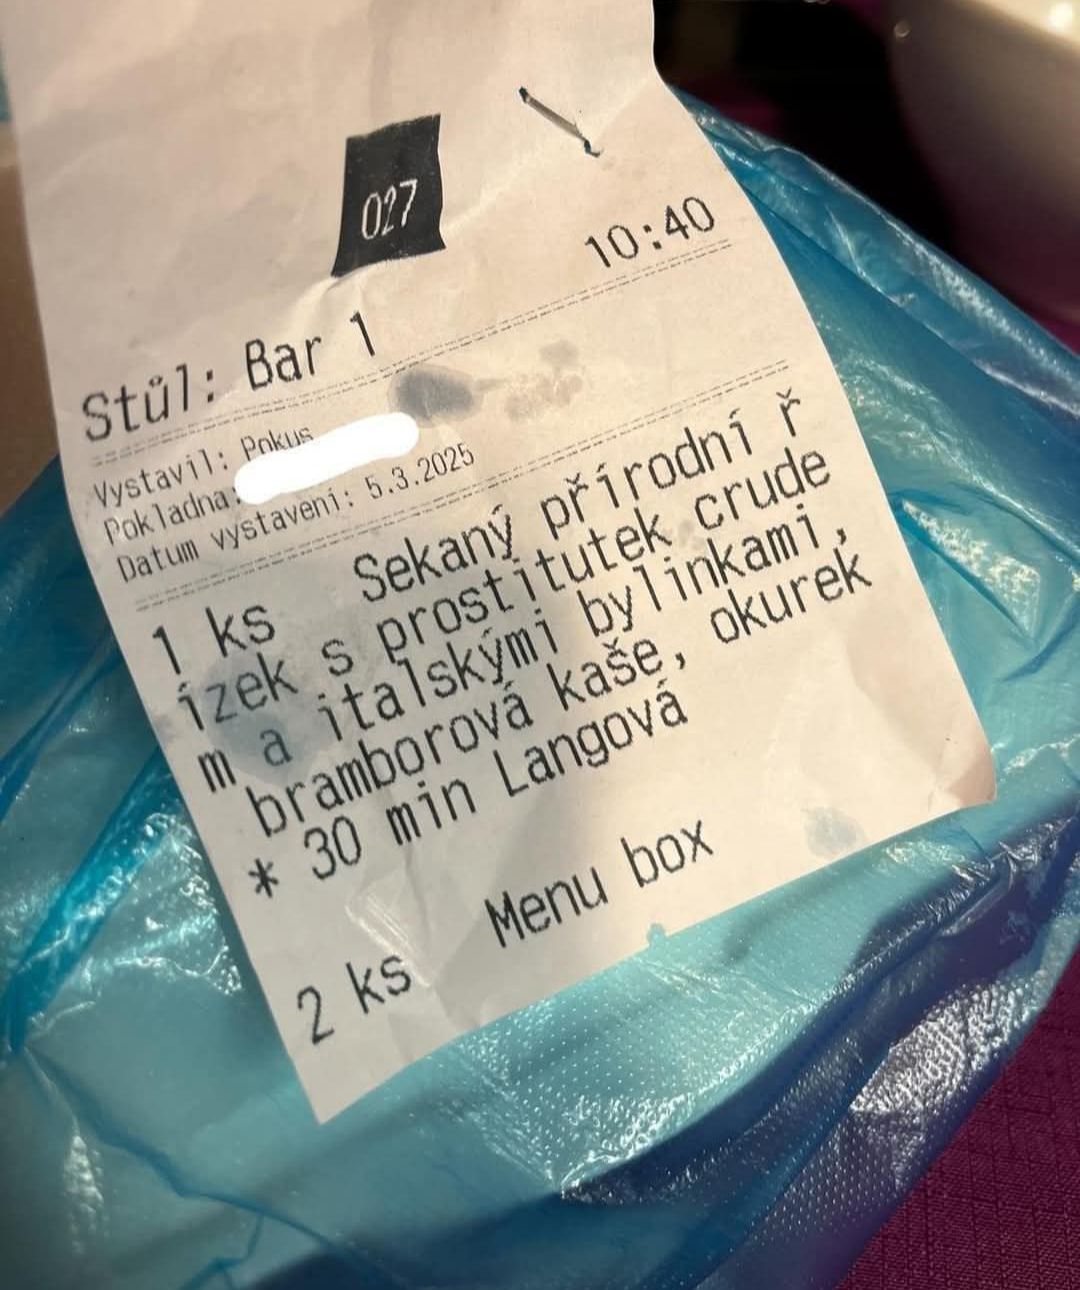 027
10:40
Stůl: Bar 1
Vystavil: Pokus
Pokladna:
Datum vystavení: 5.3.2025
1 ks Sekaný přírodní ř
ízek s prostitutek crude
m a italskými bylinkami,
bramborová kaše, okurek
* 30 min Langová
2 ks Menu box